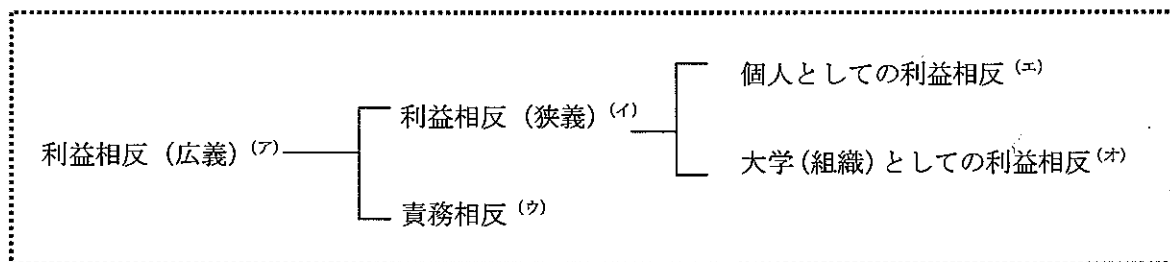 個人としての利益相反 (エ)
利益相反（狭義） (イ)
利益相反（広義） (ア)
大学（組織）としての利益相反 (オ)
責務相反 (ウ)